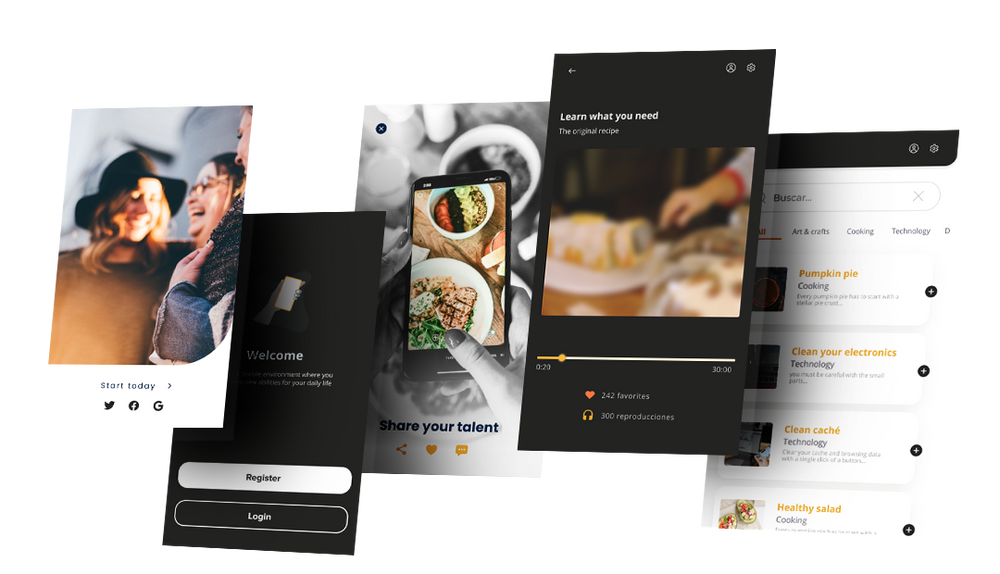 Start today
Welcome
environment where you
new abilities for your daily life
Register
Login
Share your talent
Learn what you need
The original recipe
0:20
30:00
242 favorites
300 reproducciones
Buscar...
All
Art & crafts
Cooking
Technology
D
Pumpkin pie
Cooking
Every pumpkin pie has to start with a
stellar pie crust...
Clean your electronics
Technology
you must be careful with the small
parts...
Clean caché
Technology
Clear your cache and browsing data
with a single click of a button...
Healthy salad
Cooking